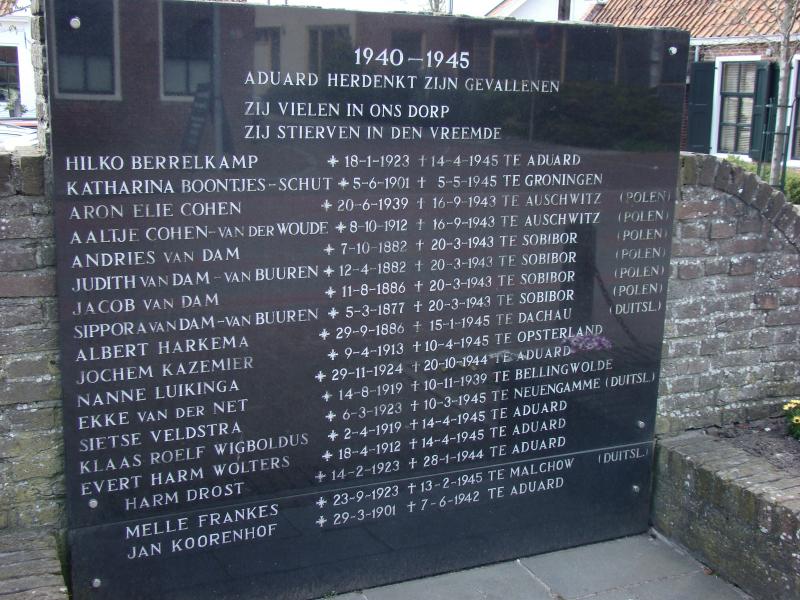 1940-1945
ADUARD HERDENKT ZIJN GEVALLENEN
ZIJ VIELEN IN ONS DORP
ZIJ STIERVEN IN DEN VREEMDE
HILKO BERRELKAMP * 18-1-1923 † 14-4-1945 TE ADUARD
KATHARINA BOONTJES-SCHUT * 5-6-1901 † 5-5-1945 TE GRONINGEN
ARON ELIE COHEN * 20-6-1939 † 16-9-1943 TE AUSCHWITZ (POLEN)
AALTJE COHEN-VAN DER WOUDE * 8-10-1912 † 16-9-1943 TE AUSCHWITZ (POLEN)
ANDRIES VAN DAM * 7-10-1882 † 20-3-1943 TE SOBIBOR (POLEN)
JUDITH VAN DAM-VAN BUUREN * 12-4-1882 † 20-3-1943 TE SOBIBOR (POLEN)
JACOB VAN DAM * 11-8-1886 † 20-3-1943 TE SOBIBOR (POLEN)
SIPPORA VAN DAM-VAN BUUREN * 5-3-1877 † 20-3-1943 TE SOBIBOR (POLEN)
ALBERT HARKEMA * 29-9-1886 † 15-1-1945 TE DACHAU (DUITSL.)
JOCHEM KAZEMIER * 9-4-1913 † 10-4-1945 TE OPSTERLAND
NANNE LUIKINGA * 29-11-1924 † 20-10-1944 TE ADUARD
EKKE VAN DER NET * 14-8-1919 † 10-11-1939 TE BELLINGWOLDE
SIETSE VELDSTRA * 6-3-1923 † 10-3-1945 TE NEUENGAMME (DUITSL.)
KLAAS ROELF WIGBOLDUS * 2-4-1919 † 14-4-1945 TE ADUARD
EVERT HARM WOLTERS * 18-4-1912 † 14-4-1945 TE ADUARD
HARM DROST * 14-2-1923 † 28-1-1944 TE ADUARD
MELLE FRANKES * 23-9-1923 † 13-2-1945 TE MALCHOW (DUITSL.)
JAN KOORENHOF * 29-3-1901 † 7-6-1942 TE ADUARD